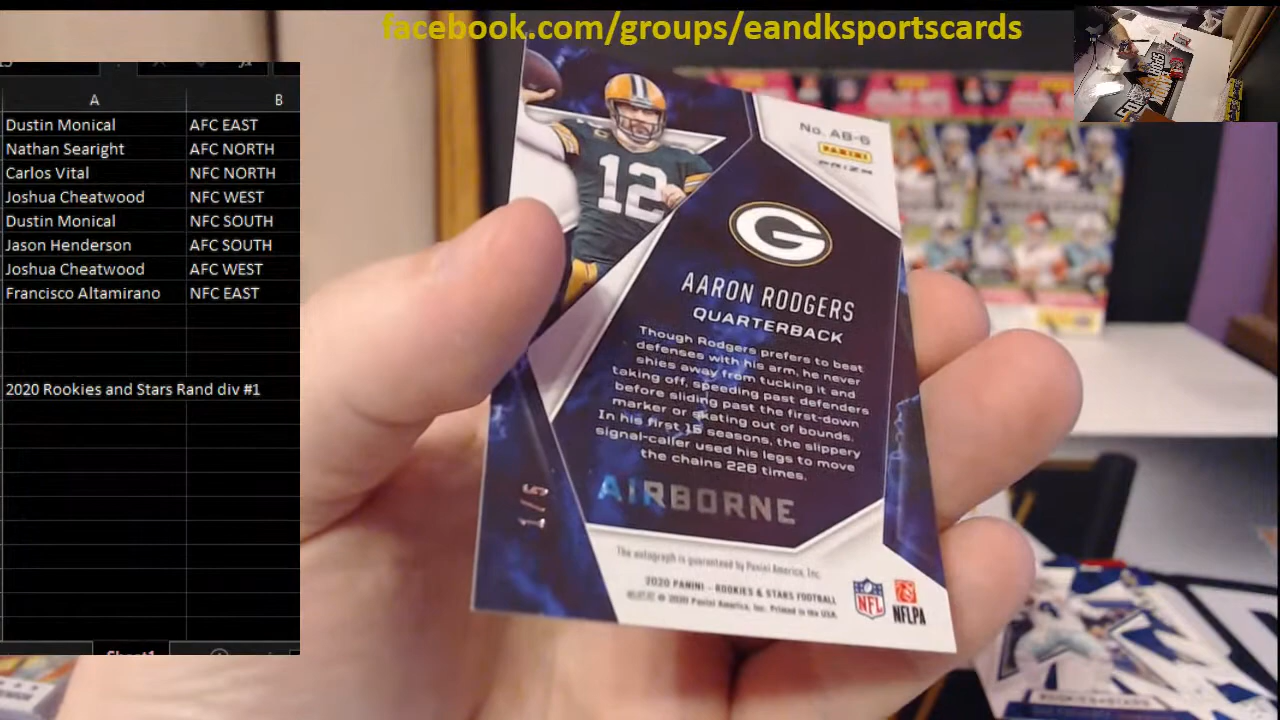 facebook.com/groups/eandksportscards
A B
Dustin Monical AFC EAST
Nathan Searight AFC NORTH
Carlos Vital NFC NORTH
Joshua Cheatwood NFC WEST
Dustin Monical NFC SOUTH
Jason Henderson AFC SOUTH
Joshua Cheatwood AFC WEST
Francisco Altamirano NFC EAST
2020 Rookies and Stars Rand div #1
Sheet1
12
No. AB-6
PANINI
PRIZM
G
AARON RODGERS
QUARTERBACK
Though Rodgers prefers to beat
defenses with his arm, he never
shies away from tucking it and
taking off, speeding past defenders
before sliding past the first-down
marker or skating out of bounds.
In his first 15 seasons, the slippery
signal-caller used his legs to move
the chains 228 times.
AIRBORNE
1/5
The autograph is guaranteed by Panini America, Inc.
2020 PANINI - ROOKIES & STARS FOOTBALL
© 2020 Panini America, Inc. Printed in the USA.
NFL
NFLPA